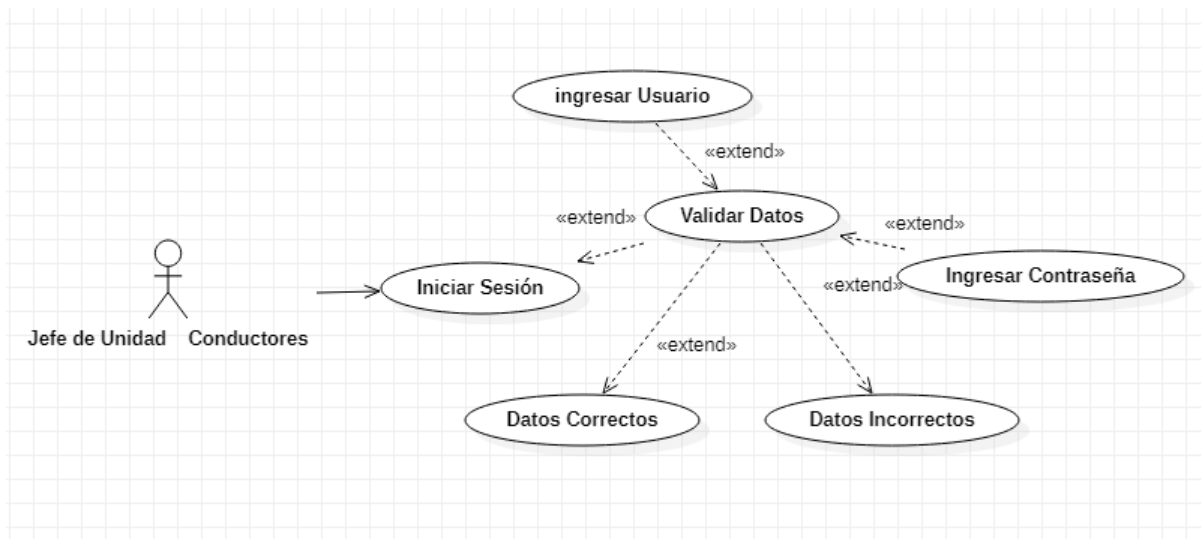 ingresar Usuario
«extend»
Validar Datos
«extend»
«extend»
Iniciar Sesión
Ingresar Contraseña
«extend»
Jefe de Unidad    Conductores
«extend»
Datos Correctos
Datos Incorrectos